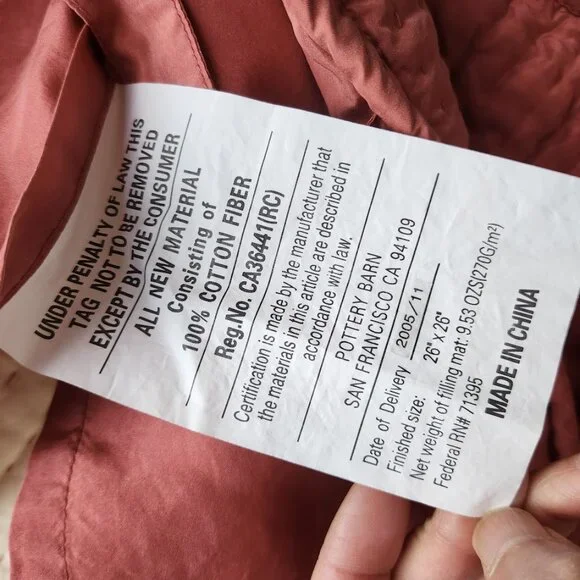 UNDER PENALTY OF LAW THIS
TAG NOT TO BE REMOVED
EXCEPT BY THE CONSUMER
ALL NEW MATERIAL
Consisting of
100% COTTON FIBER
Reg.No. CA36441(RC)
Certification is made by the manufacturer that
the materials in this article are described in
accordance with law.
POTTERY BARN
SAN FRANCISCO CA 94109
Date of Delivery 2005/11
Finished size: 26"x 26"
Net weight of filling mat: 9.53 OZS(270G/m²)
Federal RN# 71395
MADE IN CHINA